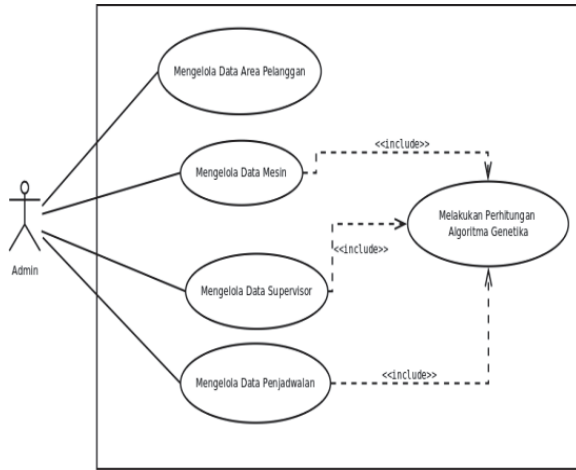 Mengelola Data Area Pelanggan
<<include>>
Mengelola Data Mesin
Melakukan Perhitungan
Algoritma Genetika
<<include>>
Admin
Mengelola Data Supervisor
<<include>>
Mengelola Data Penjadwalan